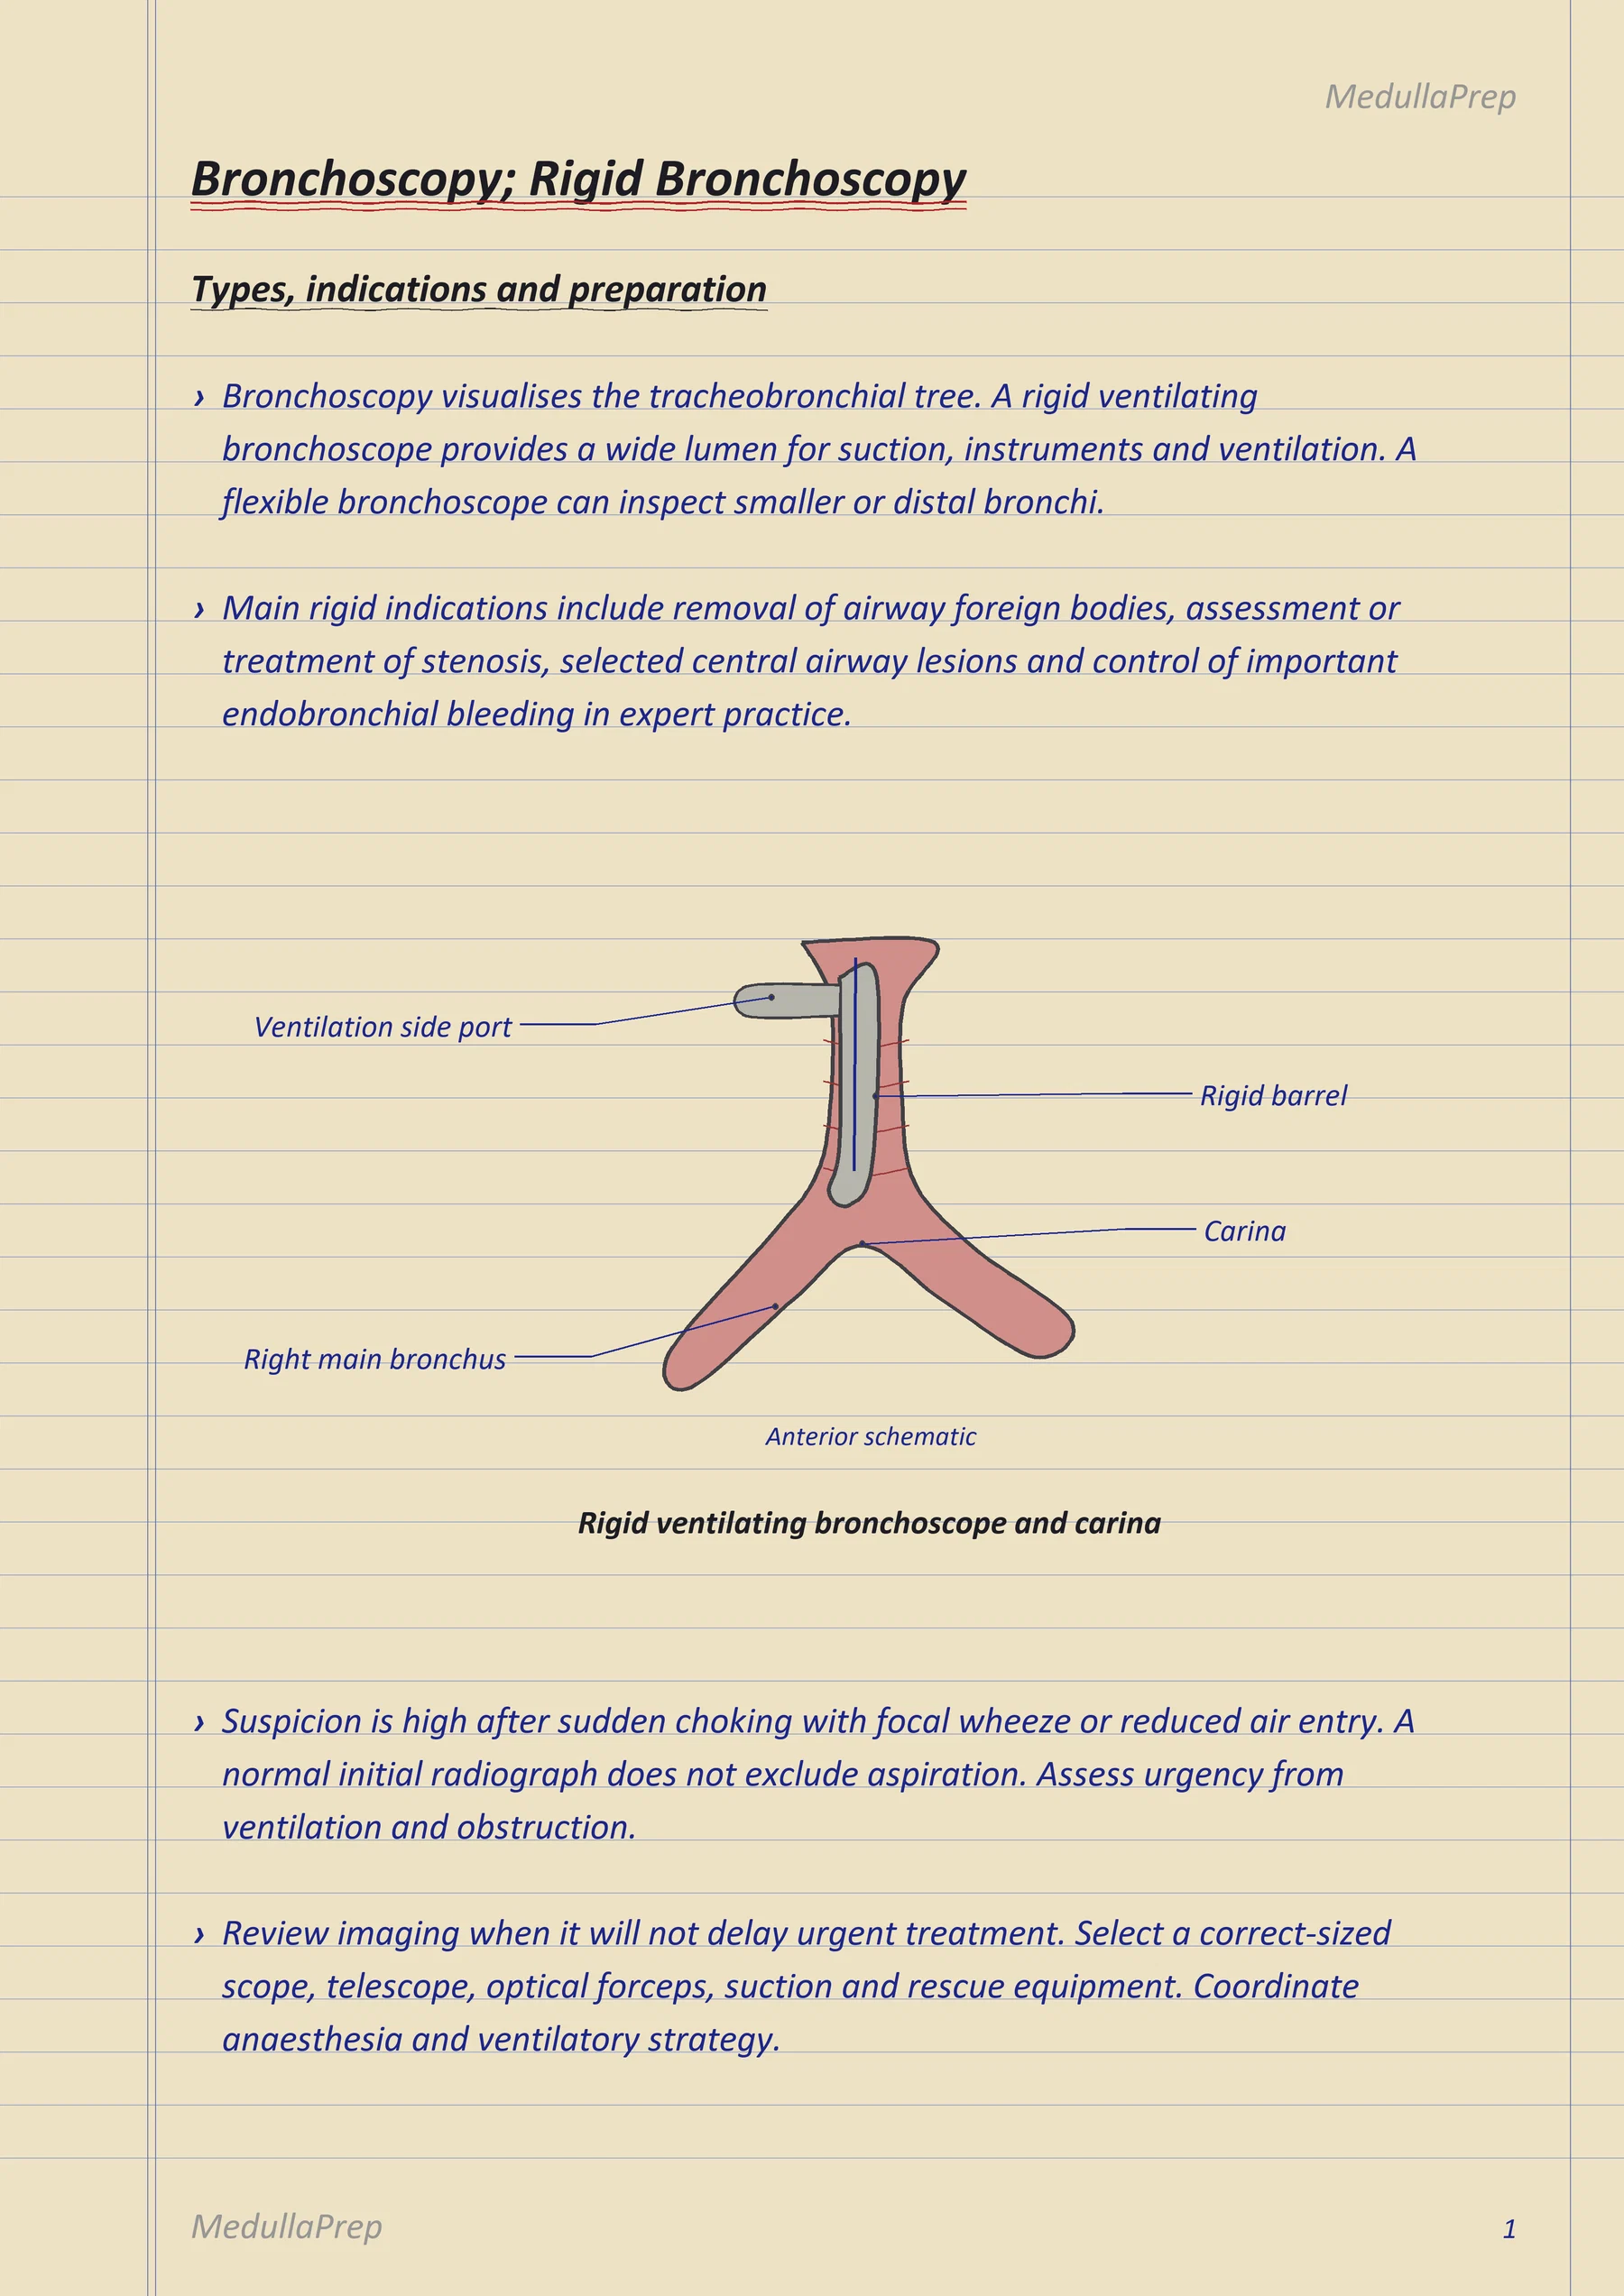 MedullaPrep
Bronchoscopy; Rigid Bronchoscopy
Types, indications and preparation
› Bronchoscopy visualises the tracheobronchial tree. A rigid ventilating
bronchoscope provides a wide lumen for suction, instruments and ventilation. A
flexible bronchoscope can inspect smaller or distal bronchi.
› Main rigid indications include removal of airway foreign bodies, assessment or
treatment of stenosis, selected central airway lesions and control of important
endobronchial bleeding in expert practice.
Ventilation side port
Rigid barrel
Carina
Right main bronchus
Anterior schematic
Rigid ventilating bronchoscope and carina
› Suspicion is high after sudden choking with focal wheeze or reduced air entry. A
normal initial radiograph does not exclude aspiration. Assess urgency from
ventilation and obstruction.
› Review imaging when it will not delay urgent treatment. Select a correct-sized
scope, telescope, optical forceps, suction and rescue equipment. Coordinate
anaesthesia and ventilatory strategy.
MedullaPrep
1